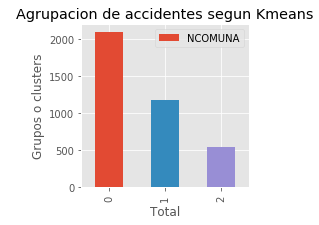 Agrupacion de accidentes segun Kmeans
NCOMUNA
Grupos o clusters
2000
1500
1000
500
0
0
1
2
Total